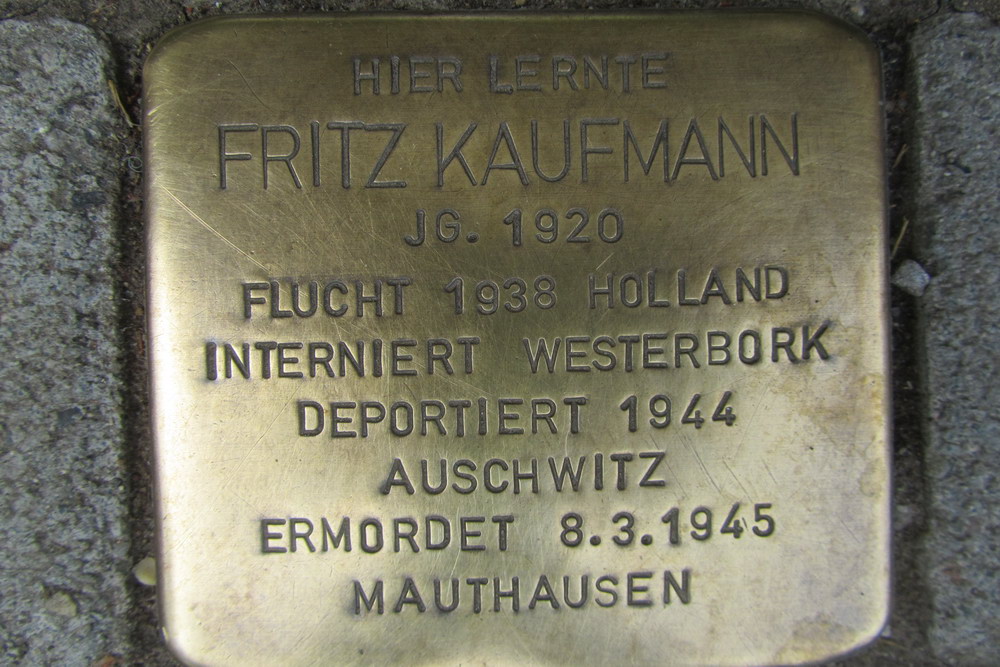 HIER LERNTE
FRITZ KAUFMANN
JG. 1920
FLUCHT 1938 HOLLAND
INTERNIERT WESTERBORK
DEPORTIERT 1944
AUSCHWITZ
ERMORDET 8.3.1945
MAUTHAUSEN